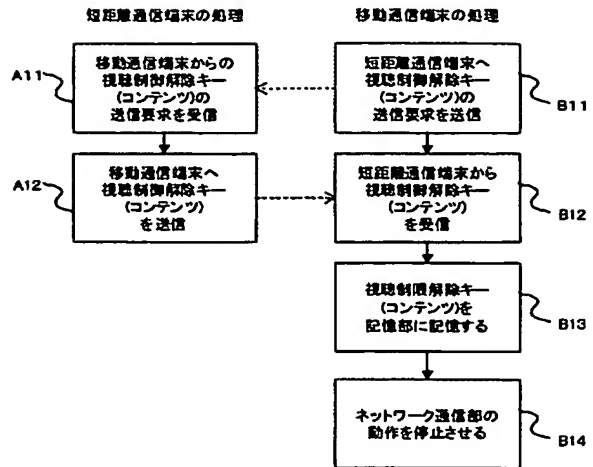 短距離通信端末の処理
移動通信端末の処理
A11
移動通信端末からの
視聴制御解除キー
(コンテンツ)の
送信要求を受信
短距離通信端末へ
視聴制御解除キー
(コンテンツ)の
送信要求を送信
B11
A12
移動通信端末へ
視聴制御解除キー
(コンテンツ)
を送信
短距離通信端末から
視聴制御解除キー
(コンテンツ)
を受信
B12
視聴制限解除キー
(コンテンツ)を
記憶部に記憶する
B13
ネットワーク通信部の
動作を停止させる
B14